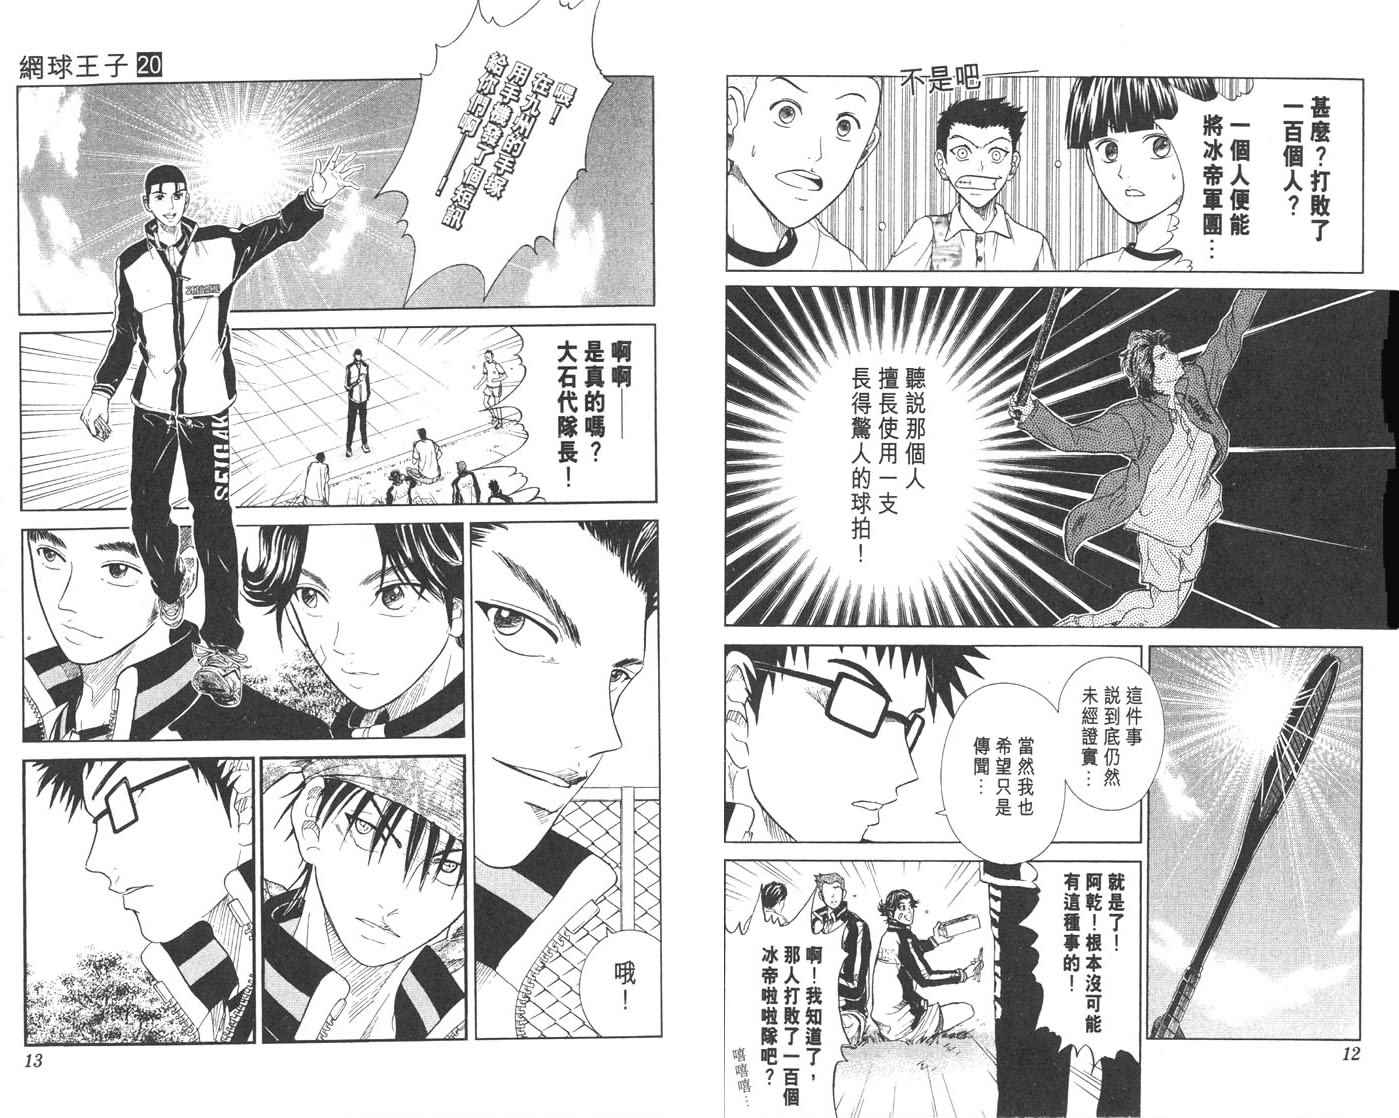 甚麼？打敗了
一百個人？
一個人便能
將冰帝軍團…
不是吧——
聽說那個人
擅長使用一支
長得驚人的球拍！
這件事
說到底仍然
未經證實…
當然我也
希望只是
傳聞…
就是了！
阿乾！根本沒可能
有這種事的！
啊！我知道了，
那人打敗了一百個
冰帝啦啦隊吧？
嘻嘻嘻…
12
網球王子 20
喂！
在九州的手塚
用手機發了個短訊
給你們啊——！
SEIGAKU
SEIGAKU
啊啊——
是真的嗎？
大石代隊長！
哦！
13